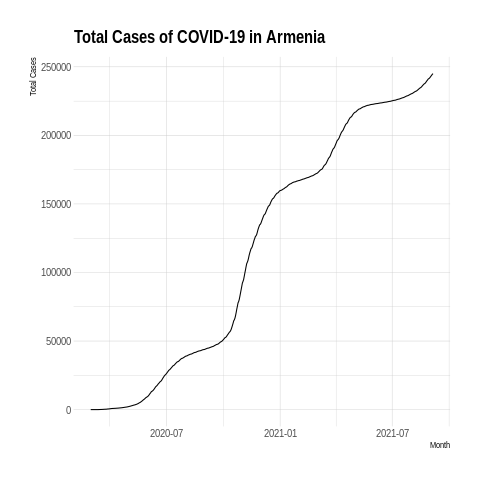 Total Cases of COVID-19 in Armenia
Total Cases
250000
200000
150000
100000
50000
0
2020-07 2021-01 2021-07
Month